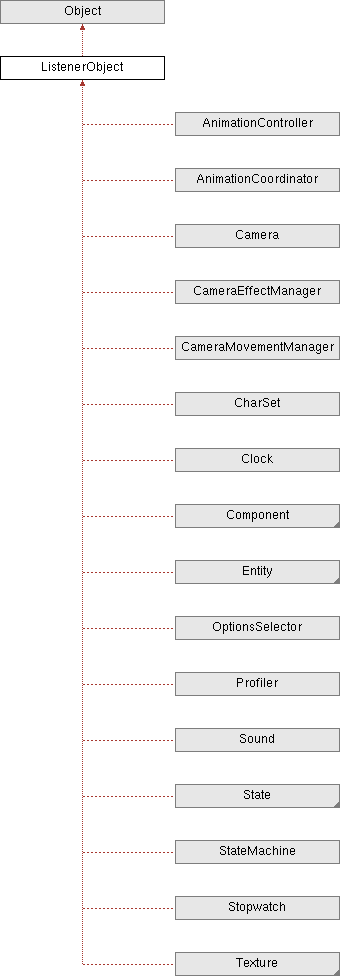 Object
ListenerObject
AnimationController
AnimationCoordinator
Camera
CameraEffectManager
CameraMovementManager
CharSet
Clock
Component
Entity
OptionsSelector
Profiler
Sound
State
StateMachine
Stopwatch
Texture